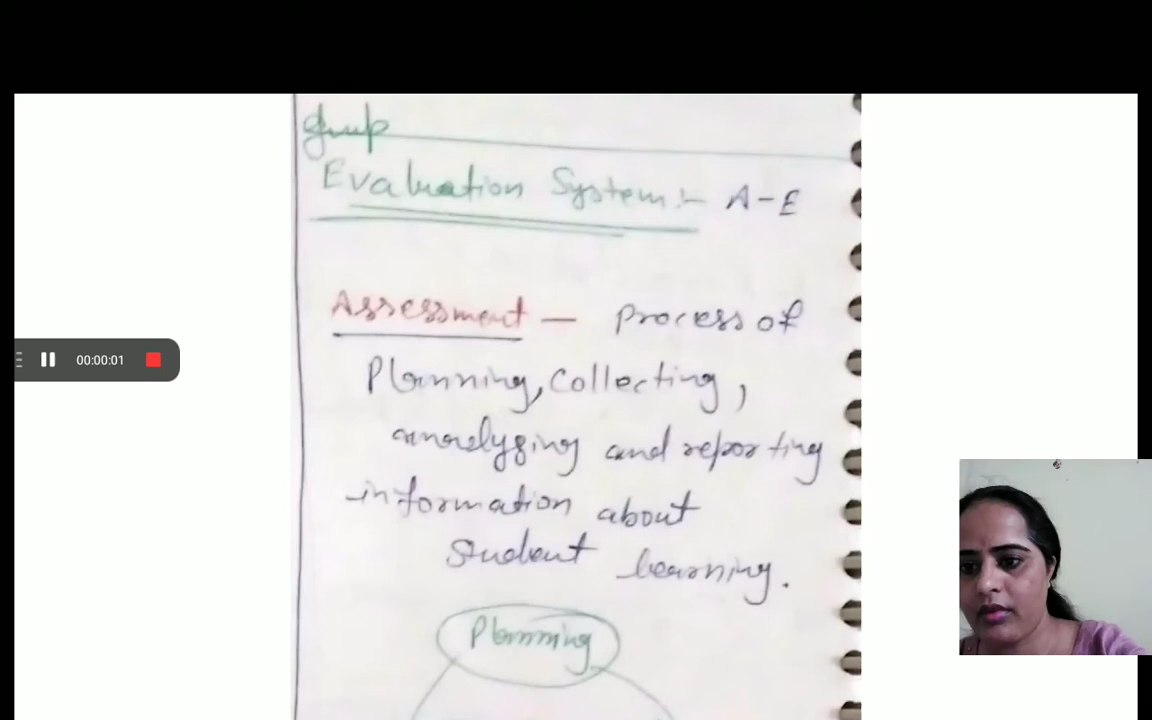 Evaluation System :- A-E
Assessment — Process of
Planning, Collecting,
analyzing and reporting
information about
student learning.
Planning
00:00:01